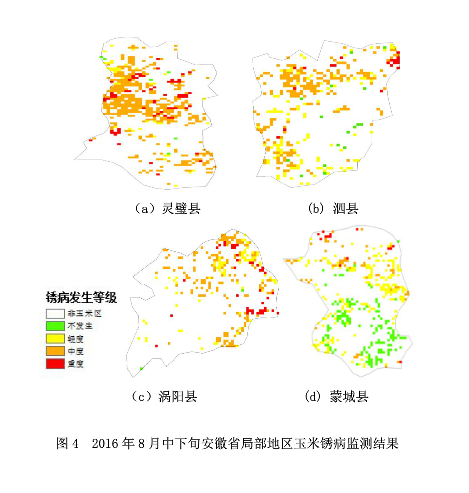 (a)灵璧县
(b) 泗县
锈病发生等级
非玉米区
不发生
轻度
中度
重度
(c)涡阳县
(d) 蒙城县
图 4 2016 年 8 月中下旬安徽省局部地区玉米锈病监测结果